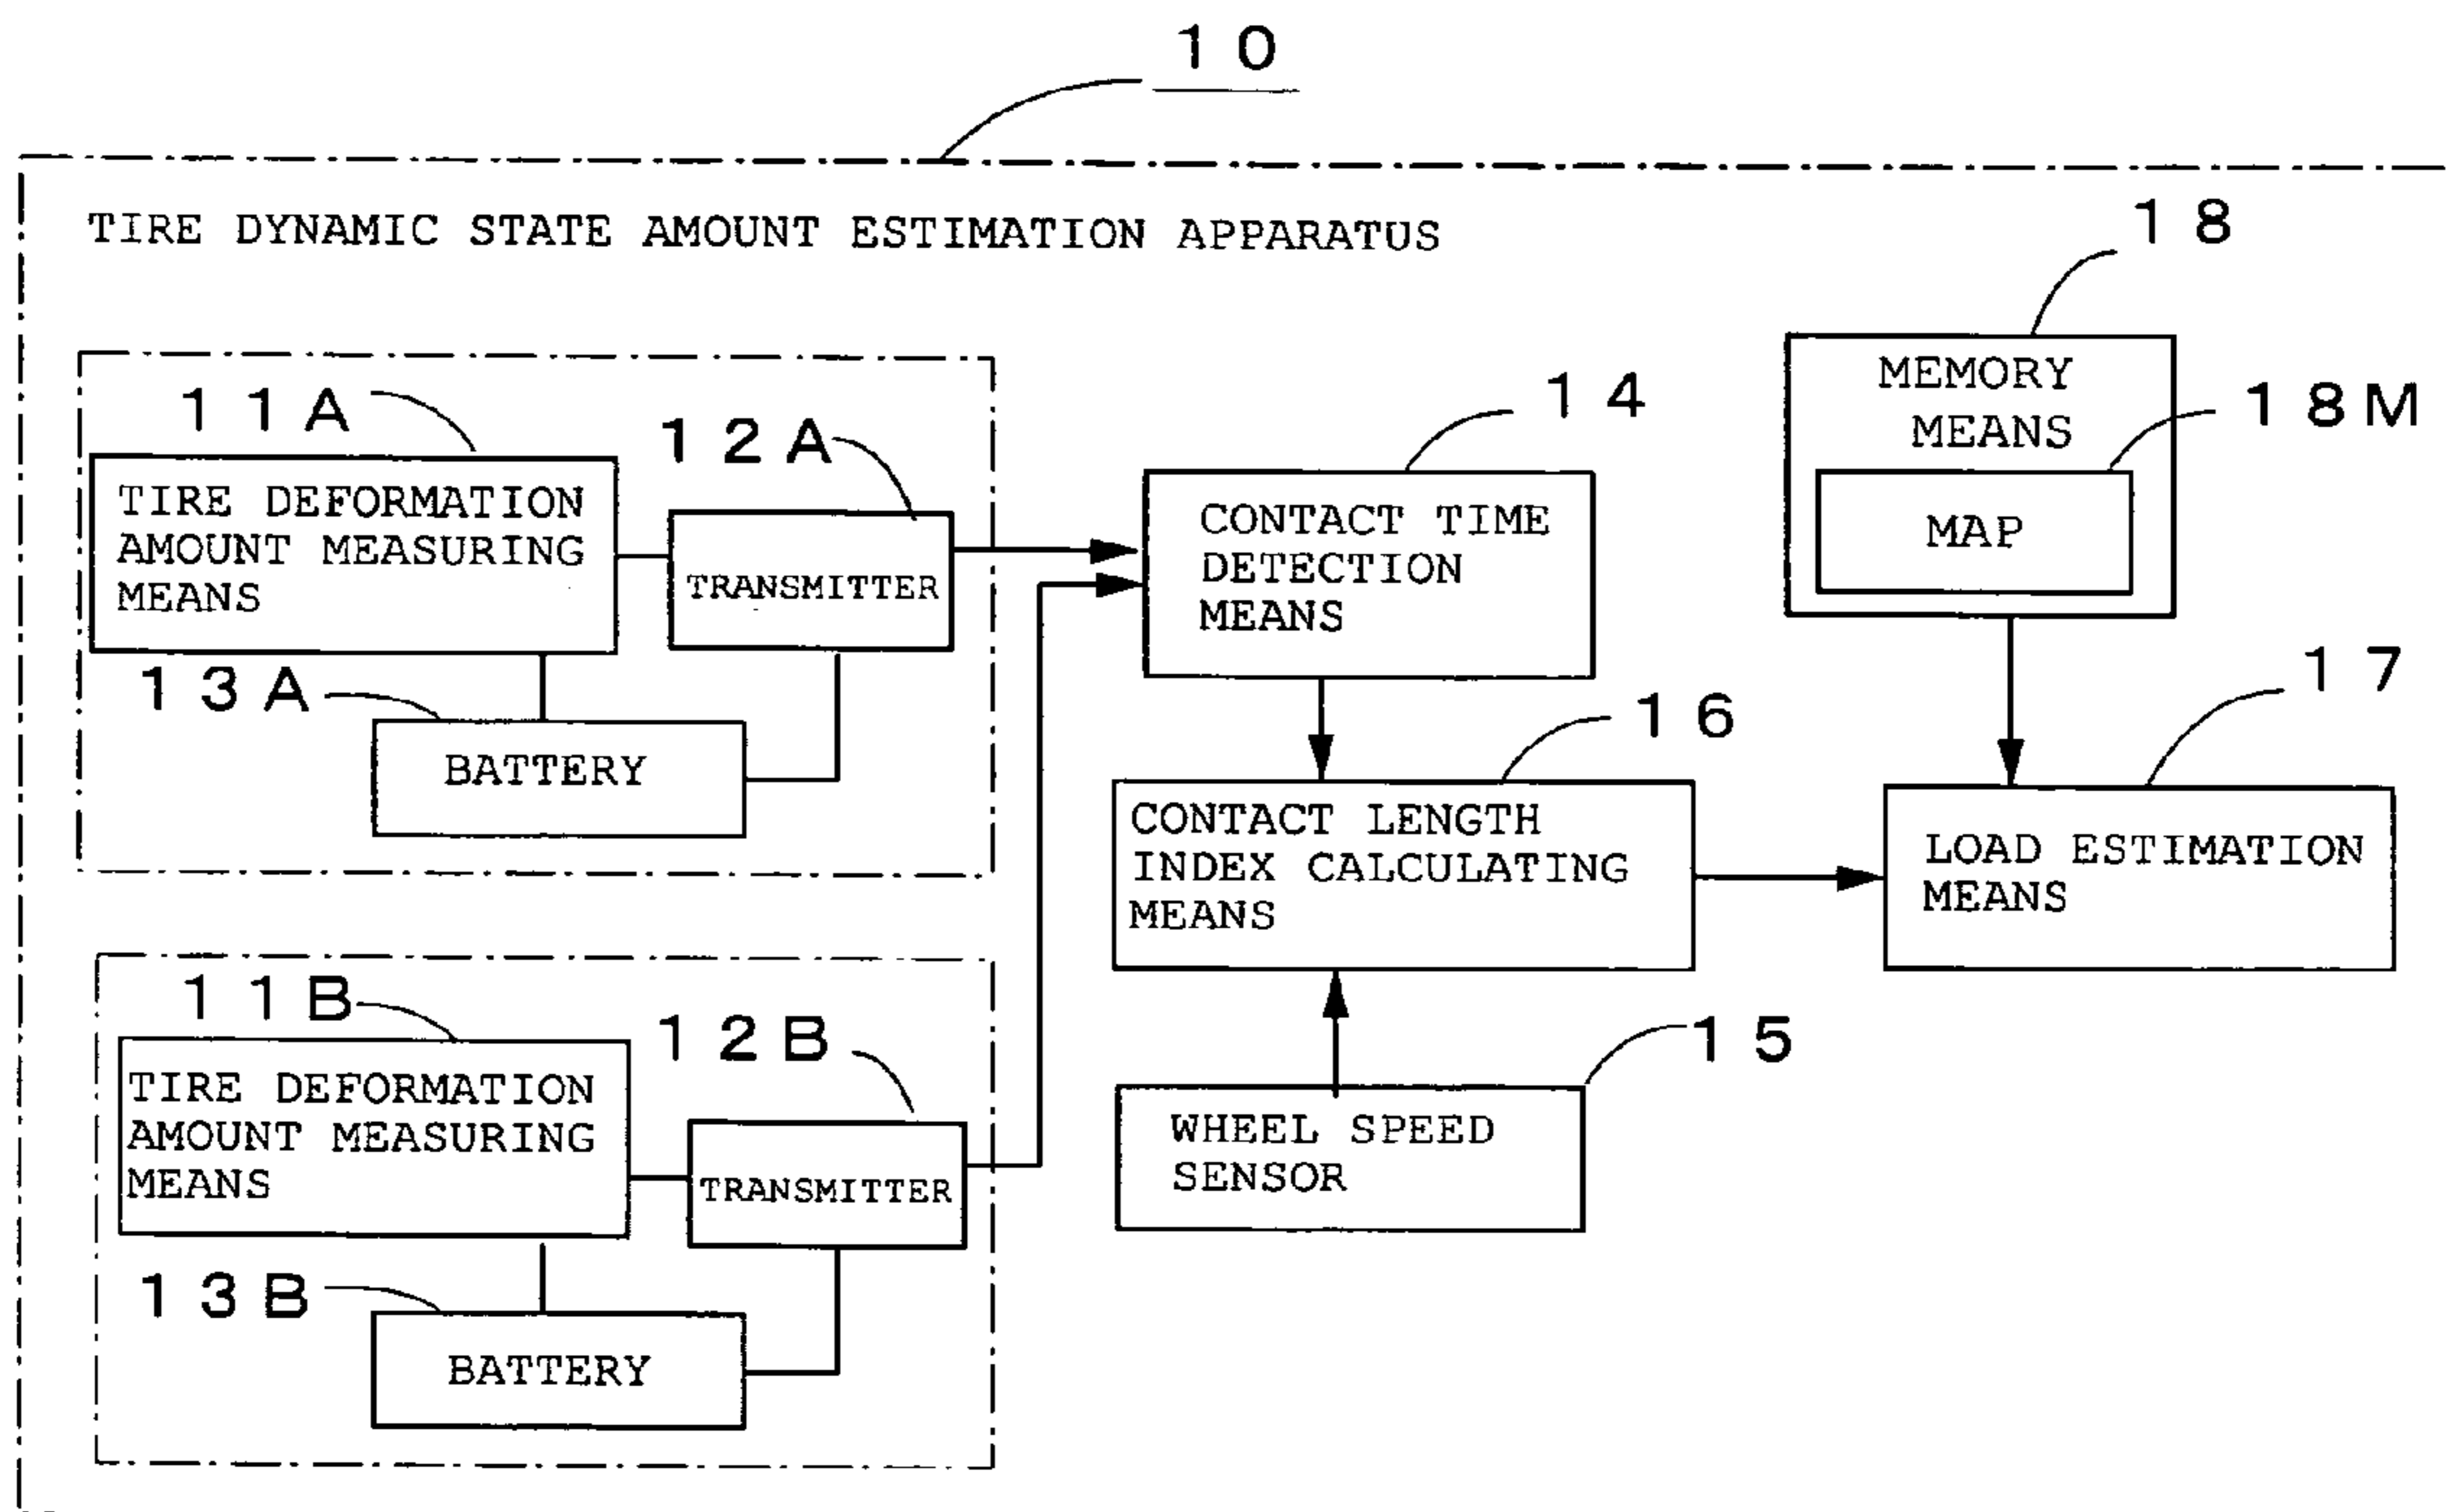 10
TIRE DYNAMIC STATE AMOUNT ESTIMATION APPARATUS
18
MEMORY
MEANS
18M
MAP
11A
12A
14
TIRE DEFORMATION
AMOUNT MEASURING
MEANS
TRANSMITTER
CONTACT TIME
DETECTION
MEANS
13A
BATTERY
16
17
CONTACT LENGTH
INDEX CALCULATING
MEANS
LOAD ESTIMATION
MEANS
11B
12B
15
TIRE DEFORMATION
AMOUNT MEASURING
MEANS
TRANSMITTER
WHEEL SPEED
SENSOR
13B
BATTERY